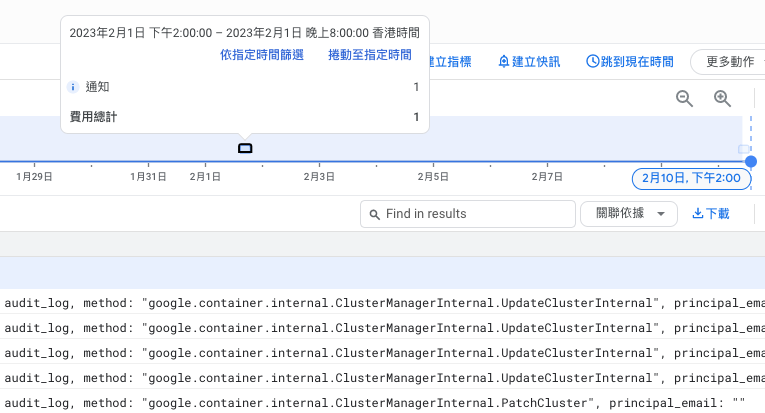 2023年2月1日 下午2:00:00 – 2023年2月1日 晚上8:00:00 香港時間
依指定時間篩選 捲動至指定時間
建立指標 建立快訊 跳到現在時間 更多動作
通知 1
費用總計 1
1月29日 1月31日 2月1日 2月3日 2月5日 2月7日 2月10日, 下午2:00
Find in results 關聯依據 下載
audit_log, method: "google.container.internal.ClusterManagerInternal.UpdateClusterInternal", principal_ema
audit_log, method: "google.container.internal.ClusterManagerInternal.UpdateClusterInternal", principal_ema
audit_log, method: "google.container.internal.ClusterManagerInternal.UpdateClusterInternal", principal_ema
audit_log, method: "google.container.internal.ClusterManagerInternal.UpdateClusterInternal", principal_ema
audit_log, method: "google.container.internal.ClusterManagerInternal.PatchCluster", principal_email: ""